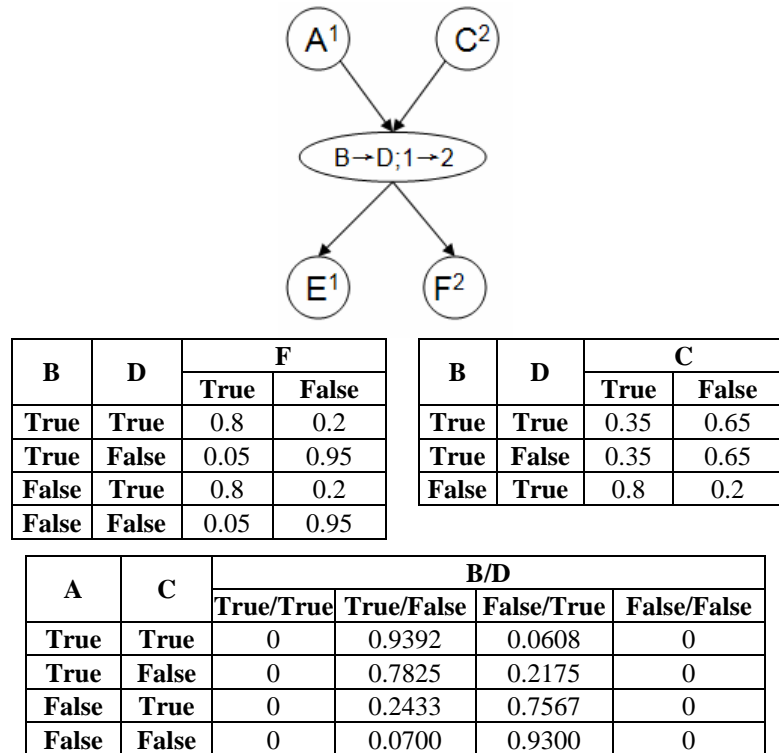 A¹ C²
B→D;1→2
E¹ F²
B D F
True False
True True 0.8 0.2
True False 0.05 0.95
False True 0.8 0.2
False False 0.05 0.95
B D C
True False
True True 0.35 0.65
True False 0.35 0.65
False True 0.8 0.2
A C B/D
True/True True/False False/True False/False
True True 0 0.9392 0.0608 0
True False 0 0.7825 0.2175 0
False True 0 0.2433 0.7567 0
False False 0 0.0700 0.9300 0